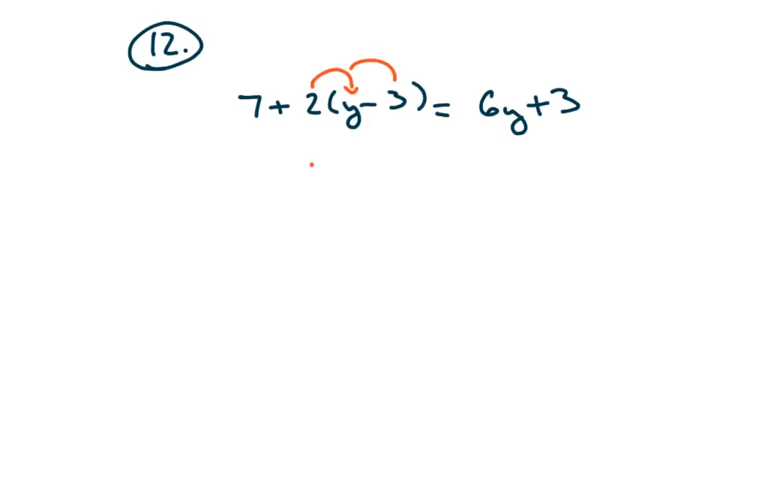 12.
7 + 2(y - 3) = 6y + 3